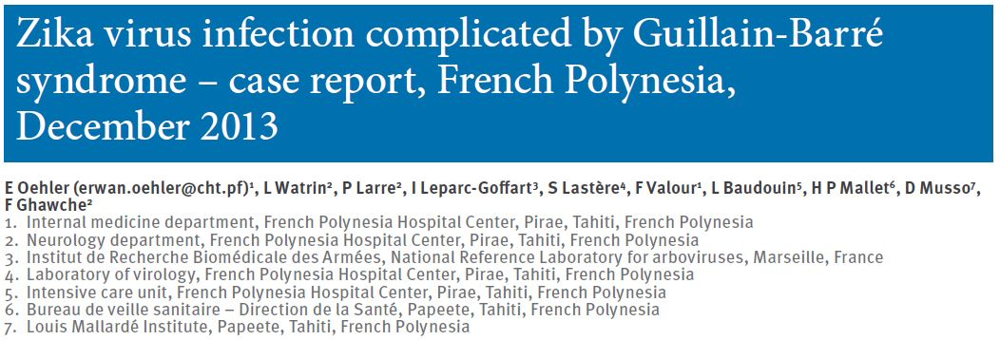 Zika virus infection complicated by Guillain-Barré
syndrome – case report, French Polynesia,
December 2013
E Oehler (erwan.oehler@cht.pf)¹, L Watrin², P Larre², I Leparc-Goffart³, S Lastère⁴, F Valour¹, L Baudouin⁵, H P Mallet⁶, D Musso⁷,
F Ghawche²
1. Internal medicine department, French Polynesia Hospital Center, Pirae, Tahiti, French Polynesia
2. Neurology department, French Polynesia Hospital Center, Pirae, Tahiti, French Polynesia
3. Institut de Recherche Biomédicale des Armées, National Reference Laboratory for arboviruses, Marseille, France
4. Laboratory of virology, French Polynesia Hospital Center, Pirae, Tahiti, French Polynesia
5. Intensive care unit, French Polynesia Hospital Center, Pirae, Tahiti, French Polynesia
6. Bureau de veille sanitaire – Direction de la Santé, Papeete, Tahiti, French Polynesia
7. Louis Mallardé Institute, Papeete, Tahiti, French Polynesia